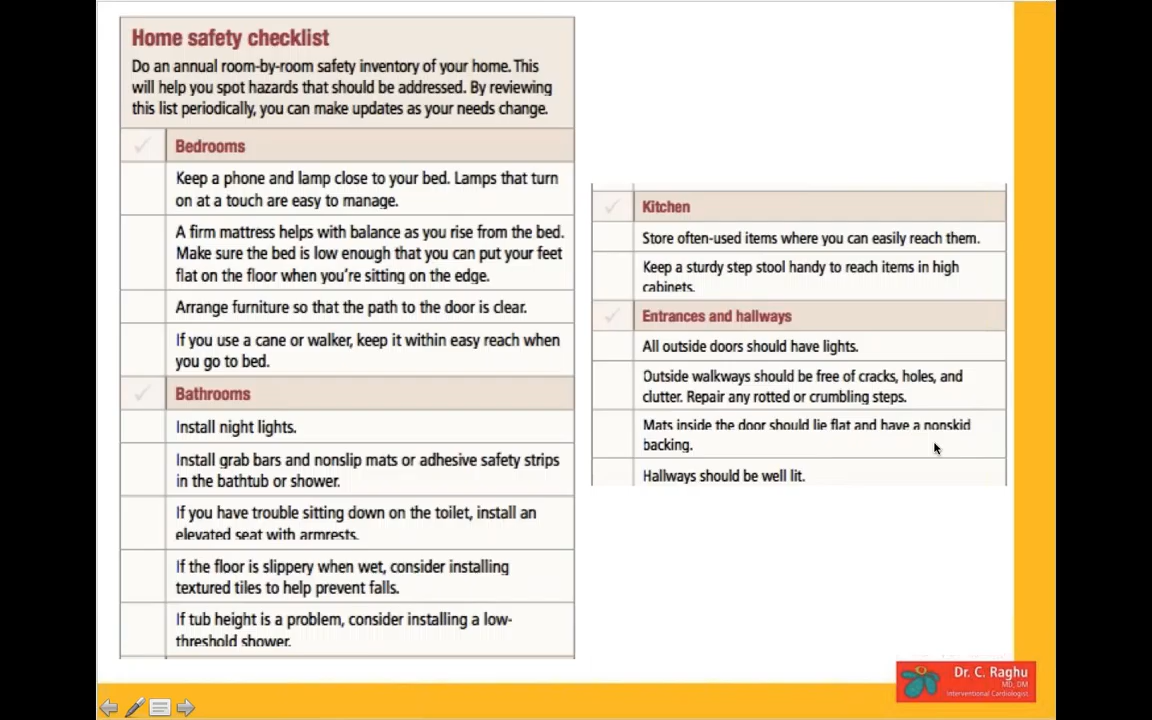 Home safety checklist
Do an annual room-by-room safety inventory of your home. This
will help you spot hazards that should be addressed. By reviewing
this list periodically, you can make updates as your needs change.
Bedrooms
Keep a phone and lamp close to your bed. Lamps that turn
on at a touch are easy to manage.
A firm mattress helps with balance as you rise from the bed.
Make sure the bed is low enough that you can put your feet
flat on the floor when you’re sitting on the edge.
Arrange furniture so that the path to the door is clear.
If you use a cane or walker, keep it within easy reach when
you go to bed.
Bathrooms
Install night lights.
Install grab bars and nonslip mats or adhesive safety strips
in the bathtub or shower.
If you have trouble sitting down on the toilet, install an
elevated seat with armrests.
If the floor is slippery when wet, consider installing
textured tiles to help prevent falls.
If tub height is a problem, consider installing a low-
threshold shower.
Kitchen
Store often-used items where you can easily reach them.
Keep a sturdy step stool handy to reach items in high
cabinets.
Entrances and hallways
All outside doors should have lights.
Outside walkways should be free of cracks, holes, and
clutter. Repair any rotted or crumbling steps.
Mats inside the door should lie flat and have a nonskid
backing.
Hallways should be well lit.
Dr. C. Raghu
MD, DM
Interventional Cardiologist